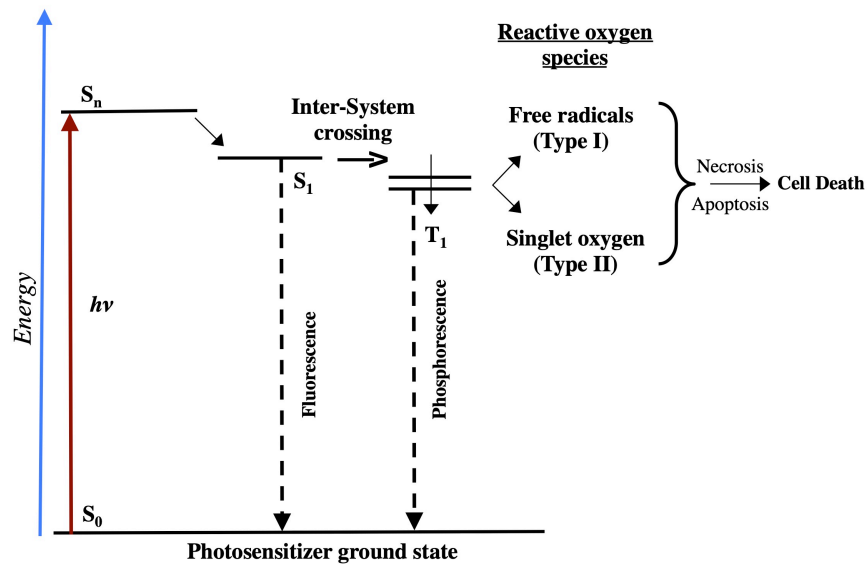 Reactive oxygen
species
Sₙ
Inter-System
crossing
Free radicals
(Type I)
S₁
Necrosis
Apoptosis
Cell Death
T₁
Singlet oxygen
(Type II)
Energy
hν
Fluorescence
Phosphorescence
S₀
Photosensitizer ground state